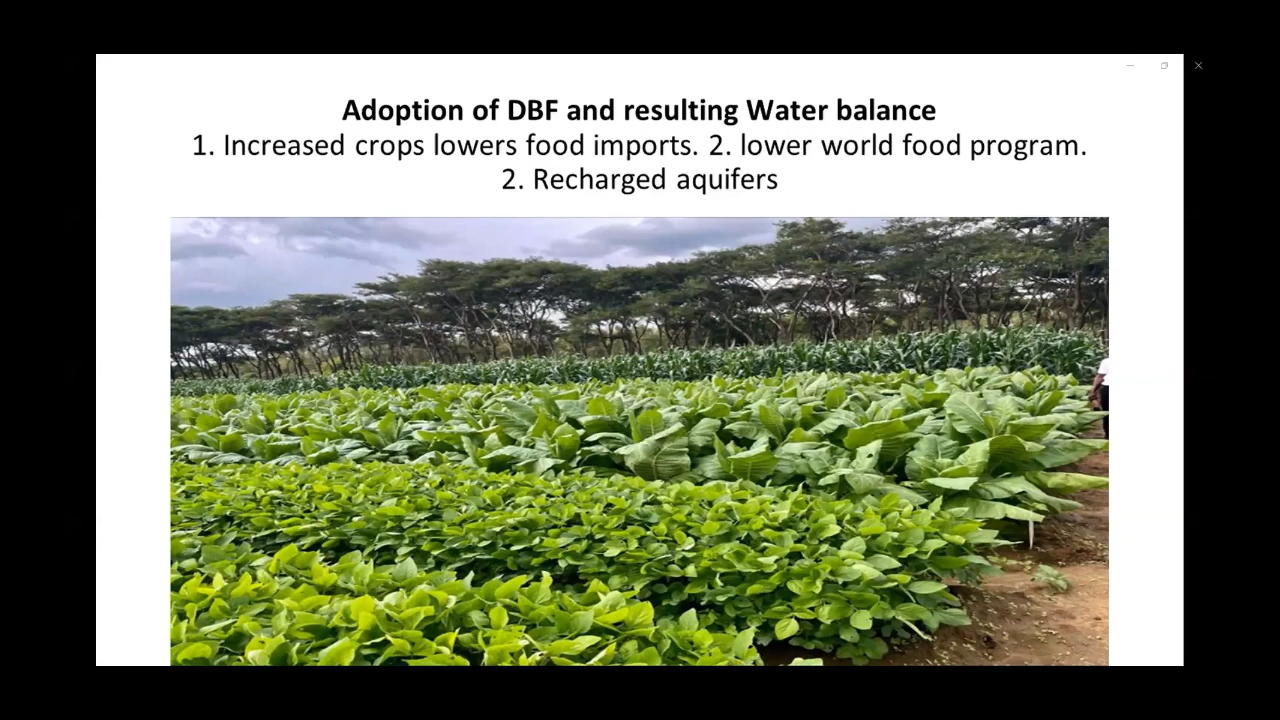 Adoption of DBF and resulting Water balance
1. Increased crops lowers food imports. 2. lower world food program.
2. Recharged aquifers